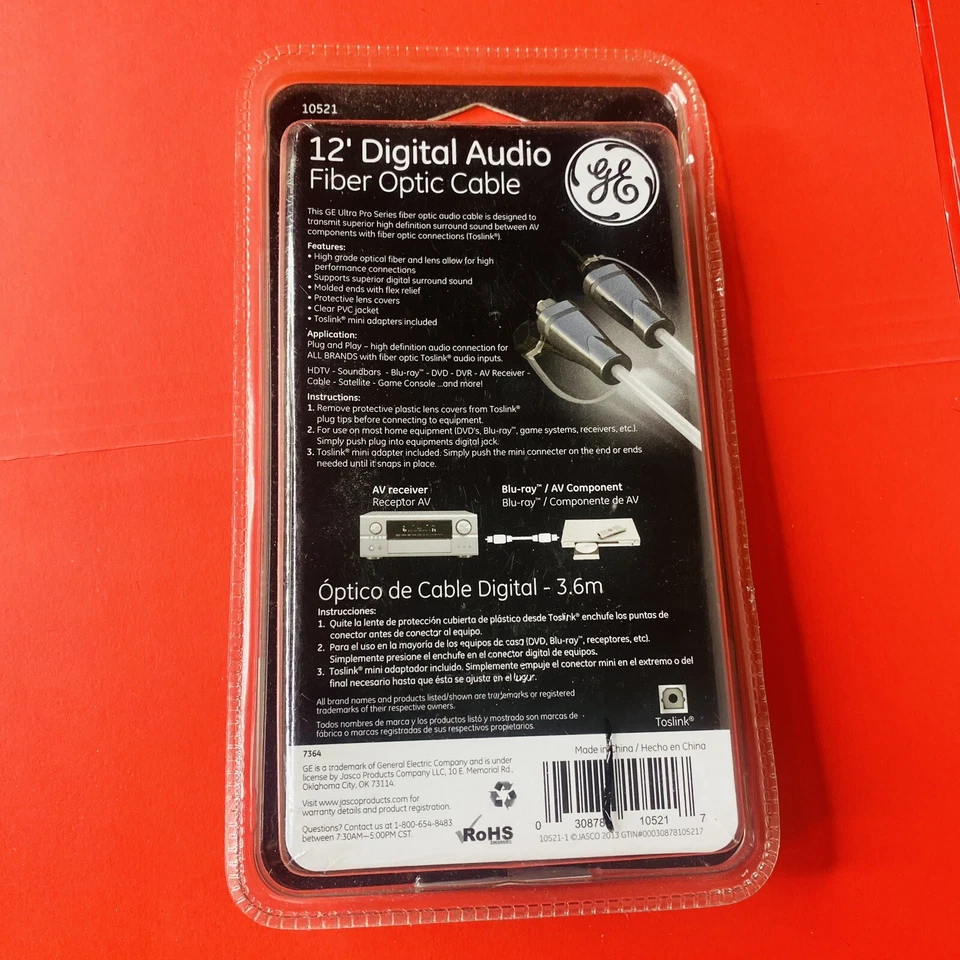 10521
12' Digital Audio
Fiber Optic Cable
GE
This GE Ultra Pro Series fiber optic audio cable is designed to
transmit superior high definition surround sound between AV
components with fiber optic connections (Toslink®).
Features:
• High grade optical fiber and lens allow for high
performance connections
• Supports superior digital surround sound
• Molded ends with flex relief
• Protective lens covers
• Clear PVC jacket
• Toslink® mini adapters included
Application:
Plug and Play – high definition audio connection for
ALL BRANDS with fiber optic Toslink® audio inputs.
HDTV - Soundbars - Blu-ray™ - DVD - DVR - AV Receiver -
Cable - Satellite - Game Console ...and more!
Instructions:
1. Remove protective plastic lens covers from Toslink®
plug tips before connecting to equipment.
2. For use on most home equipment (DVD's, Blu-ray™, game systems, receivers, etc.).
Simply push plug into equipments digital jack.
3. Toslink® mini adapter included. Simply push the mini connecter on the end or ends
needed until it snaps in place.
AV receiver
Receptor AV
Blu-ray™ / AV Component
Blu-ray™ / Componente de AV
Óptico de Cable Digital - 3.6m
Instrucciones:
1. Quite la lente de protección cubierta de plástico desde Toslink® enchufe los puntas de
conector antes de conector al equipo.
2. Para el uso en la mayoría de los equipos de casa (DVD, Blu-ray™, receptores, etc).
Simplemente presione el enchufe en el conector digital de equipos.
3. Toslink® mini adaptador incluido. Simplemente empuje el conector mini en el extremo o del
final necesario hasta que ésta se ajusta en el lugar.
All brand names and products listed/shown are trademarks or registered
trademarks of their respective owners.
Todos nombres de marca y los productos listó y mostrado son marcas de
fábrica o marcas registradas de sus respectivos propietarios.
Toslink®
7364
GE is a trademark of General Electric Company and is under
license by Jasco Products Company LLC, 10 E. Memorial Rd.,
Oklahoma City, OK 73114.
Visit www.jascoproducts.com for
warranty details and product registration.
Questions? Contact us at 1-800-654-8483
between 7:30AM—5:00PM CST.
RoHS
Made in China / Hecho en China
0 30878 10521 7
10521-1 ©JASCO 2013 GTIN#00030878105217